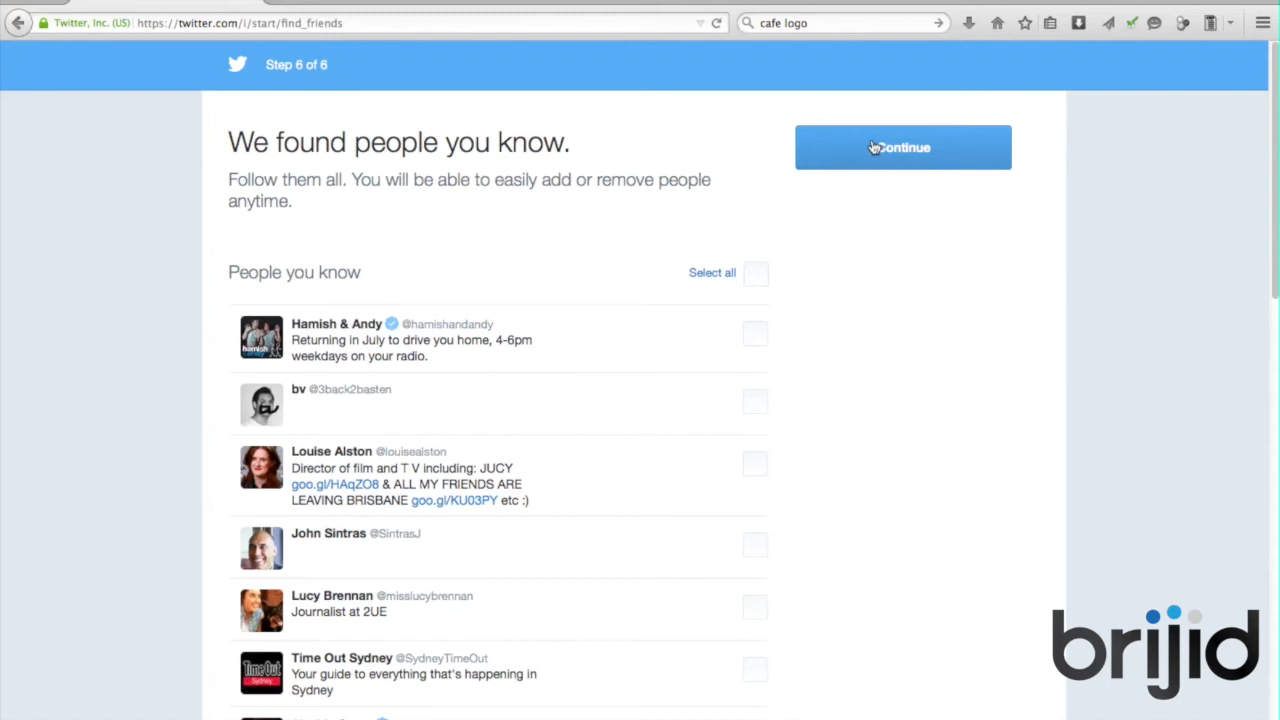 Twitter, Inc. (US) https://twitter.com/i/start/find_friends cafe logo
Step 6 of 6
We found people you know.
Continue
Follow them all. You will be able to easily add or remove people
anytime.
People you know
Select all
Hamish & Andy @hamishandandy
Returning in July to drive you home, 4-6pm
weekdays on your radio.
hamish
andy
bv @3back2basten
Louise Alston @louisealston
Director of film and T V including: JUCY
goo.gl/HAqZO8 & ALL MY FRIENDS ARE
LEAVING BRISBANE goo.gl/KU03PY etc :)
John Sintras @SintrasJ
Lucy Brennan @misslucybrennan
Journalist at 2UE
Time Out Sydney @SydneyTimeOut
Your guide to everything that's happening in
Sydney
TimeOut
Sydney
brijid